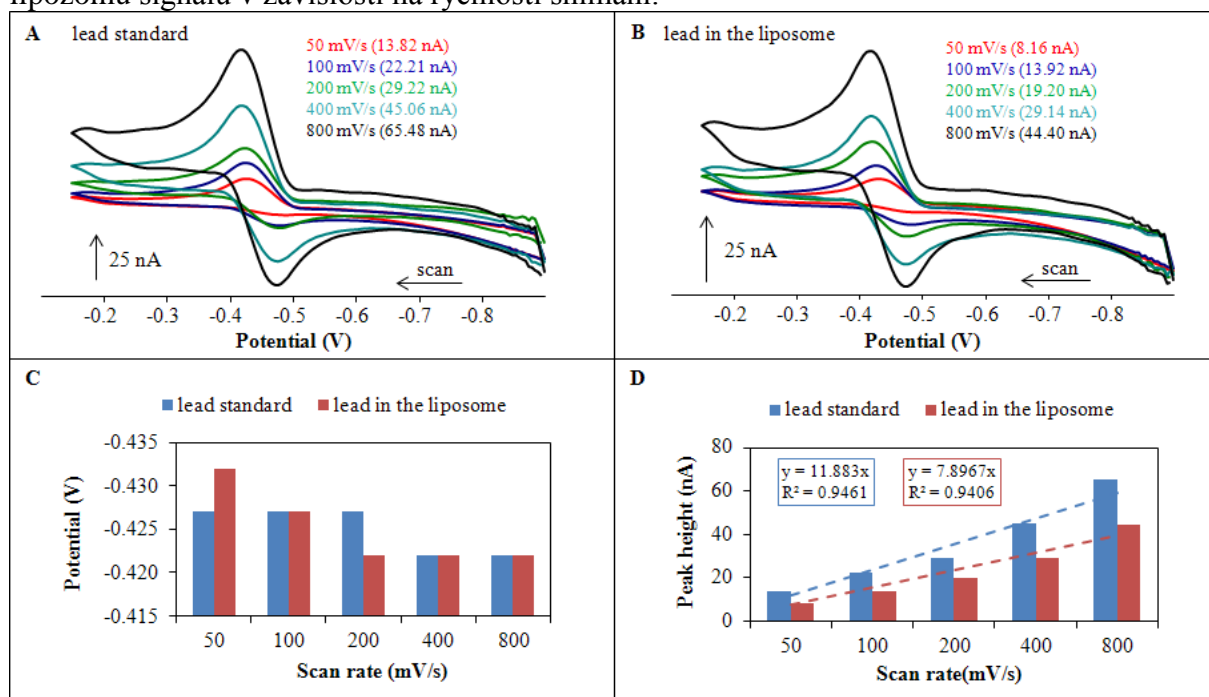 lipozomu signálu v závislosti na rychlosti snímání.
A lead standard
50 mV/s (13.82 nA)
100 mV/s (22.21 nA)
200 mV/s (29.22 nA)
400 mV/s (45.06 nA)
800 mV/s (65.48 nA)
25 nA
scan
-0.2 -0.3 -0.4 -0.5 -0.6 -0.7 -0.8
Potential (V)
B lead in the liposome
50 mV/s (8.16 nA)
100 mV/s (13.92 nA)
200 mV/s (19.20 nA)
400 mV/s (29.14 nA)
800 mV/s (44.40 nA)
25 nA
scan
-0.2 -0.3 -0.4 -0.5 -0.6 -0.7 -0.8
Potential (V)
C
lead standard lead in the liposome
Potential (V)
-0.435
-0.430
-0.425
-0.420
-0.415
50 100 200 400 800
Scan rate (mV/s)
D
lead standard lead in the liposome
Peak height (nA)
80
60
40
20
0
y = 11.883x
R² = 0.9461
y = 7.8967x
R² = 0.9406
50 100 200 400 800
Scan rate(mV/s)